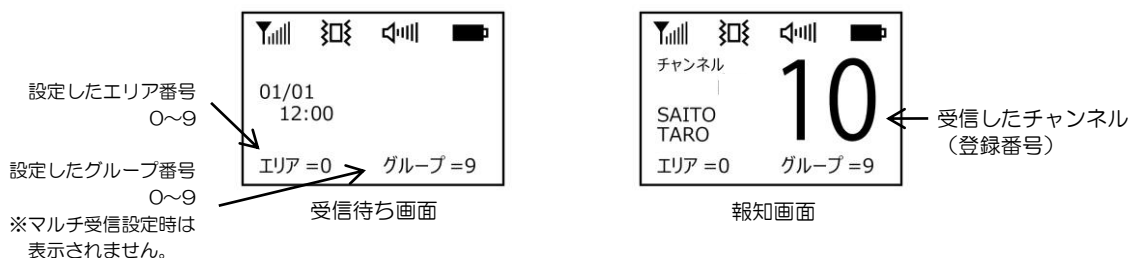 設定したエリア番号
0~9
設定したグループ番号
0~9
※マルチ受信設定時は
表示されません。
01/01
12:00
エリア =0 グループ =9
受信待ち画面
チャンネル
10
SAITO
TARO
エリア =0 グループ =9
報知画面
受信したチャンネル
(登録番号)